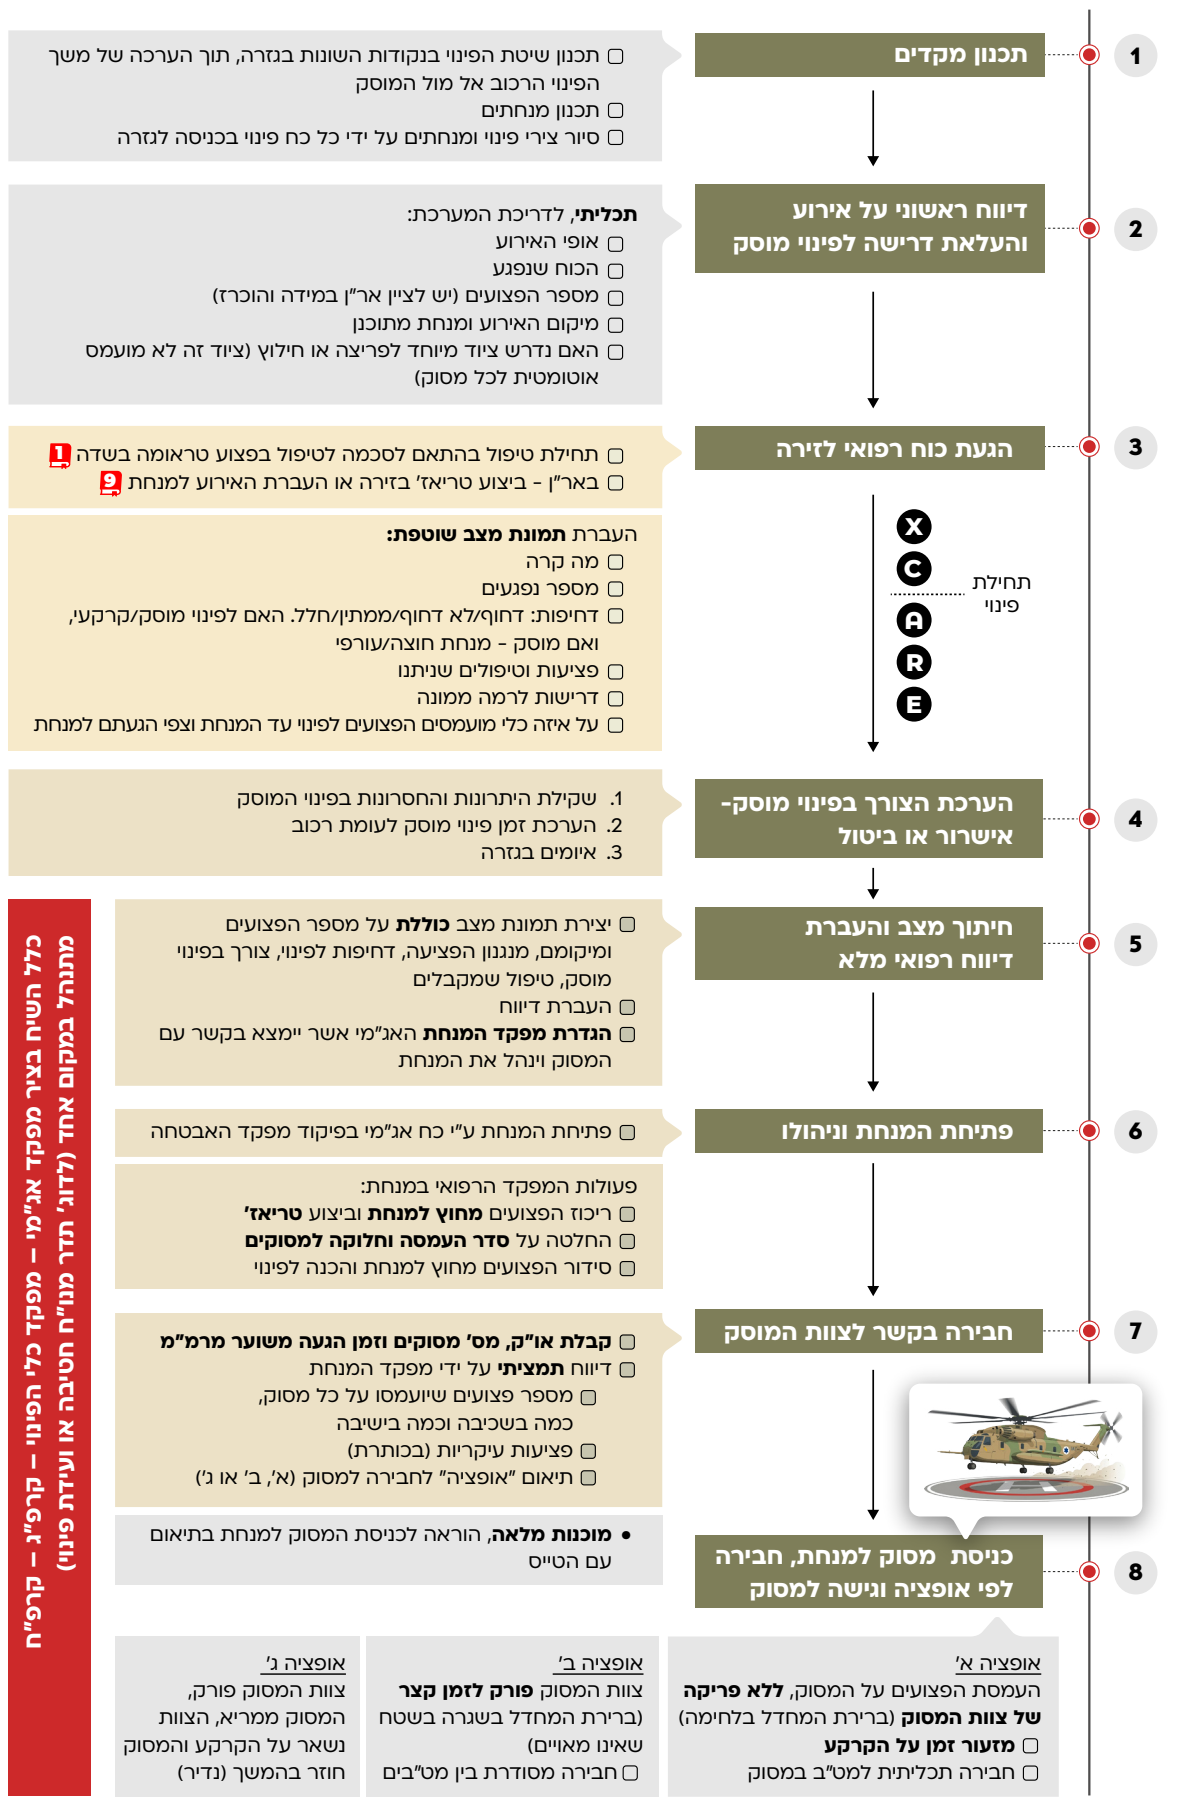 1
תכנון מקדים
תכנון שיטת הפינוי בנקודות השונות בגזרה, תוך הערכה של משך
הפינוי הרכוב אל מול המוסק
תכנון מנחתים
סיור צירי פינוי ומנחתים על ידי כל כח פינוי בכניסה לגזרה
2
דיווח ראשוני על אירוע
והעלאת דרישה לפינוי מוסק
תכליתי, לדריכת המערכת:
אופי האירוע
הכוח שנפגע
מספר הפצועים (יש לציין אר"ן במידה והוכרז)
מיקום האירוע ומנחת מתוכנן
האם נדרש ציוד מיוחד לפריצה או חילוץ (ציוד זה לא מועמס
אוטומטית לכל מסוק)
3
הגעת כוח רפואי לזירה
תחילת טיפול בהתאם לסכמה לטיפול בפצוע טראומה בשדה 1
באר"ן - ביצוע טריאז' בזירה או העברת האירוע למנחת 9
X
C
תחילת
פינוי
A
R
E
העברת תמונת מצב שוטפת:
מה קרה
מספר נפגעים
דחיפות: דחוף/לא דחוף/ממתין/חלל. האם לפינוי מוסק/קרקעי,
ואם מוסק - מנחת חוצה/עורפי
פציעות וטיפולים שניתנו
דרישות לרמה ממונה
על איזה כלי מועמסים הפצועים לפינוי עד המנחת וצפי הגעתם למנחת
4
הערכת הצורך בפינוי מוסק-
אישרור או ביטול
1. שקילת היתרונות והחסרונות בפינוי המוסק
2. הערכת זמן פינוי מוסק לעומת רכוב
3. איומים בגזרה
5
חיתוך מצב והעברת
דיווח רפואי מלא
יצירת תמונת מצב כוללת על מספר הפצועים
ומיקומם, מנגנון הפציעה, דחיפות לפינוי, צורך בפינוי
מוסק, טיפול שמקבלים
העברת דיווח
הגדרת מפקד המנחת האג"מי אשר יימצא בקשר עם
המסוק וינהל את המנחת
6
פתיחת המנחת וניהולו
פתיחת המנחת ע"י כח אג"מי בפיקוד מפקד האבטחה
פעולות המפקד הרפואי במנחת:
ריכוז הפצועים מחוץ למנחת וביצוע טריאז'
החלטה על סדר העמסה וחלוקה למסוקים
סידור הפצועים מחוץ למנחת והכנה לפינוי
7
חבירה בקשר לצוות המוסק
קבלת או"ק, מס' מסוקים וזמן הגעה משוער מרמ"מ
דיווח תמציתי על ידי מפקד המנחת
מספר פצועים שיועמסו על כל מסוק,
כמה בשכיבה וכמה בישיבה
פציעות עיקריות (בכותרת)
תיאום "אופציה" לחבירה למסוק (א', ב' או ג')
8
כניסת מסוק למנחת, חבירה
לפי אופציה וגישה למסוק
מוכנות מלאה, הוראה לכניסת המסוק למנחת בתיאום
עם הטייס
אופציה א'
העמסת הפצועים על המסוק, ללא פריקה
של צוות המסוק (ברירת המחדל בלחימה)
מזעור זמן על הקרקע
חבירה תכליתית למט"ב במסוק
אופציה ב'
צוות המסוק פורק לזמן קצר
(ברירת המחדל בשגרה בשטח
שאינו מאויים)
חבירה מסודרת בין מט"בים
אופציה ג'
צוות המסוק פורק,
המסוק ממריא, הצוות
נשאר על הקרקע והמסוק
חוזר בהמשך (נדיר)
כלל השיח בציר מפקד אג"מי – מפקד כלי הפינוי – קרפ"ג – קרפ"ח
מתנהל במקום אחד (לדוג' תדר מנו"ח חטיבה או ועידת פינוי)